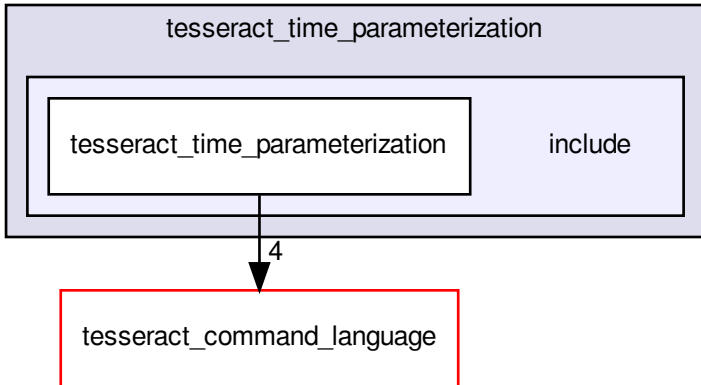 tesseract_time_parameterization
tesseract_time_parameterization
include
4
tesseract_command_language